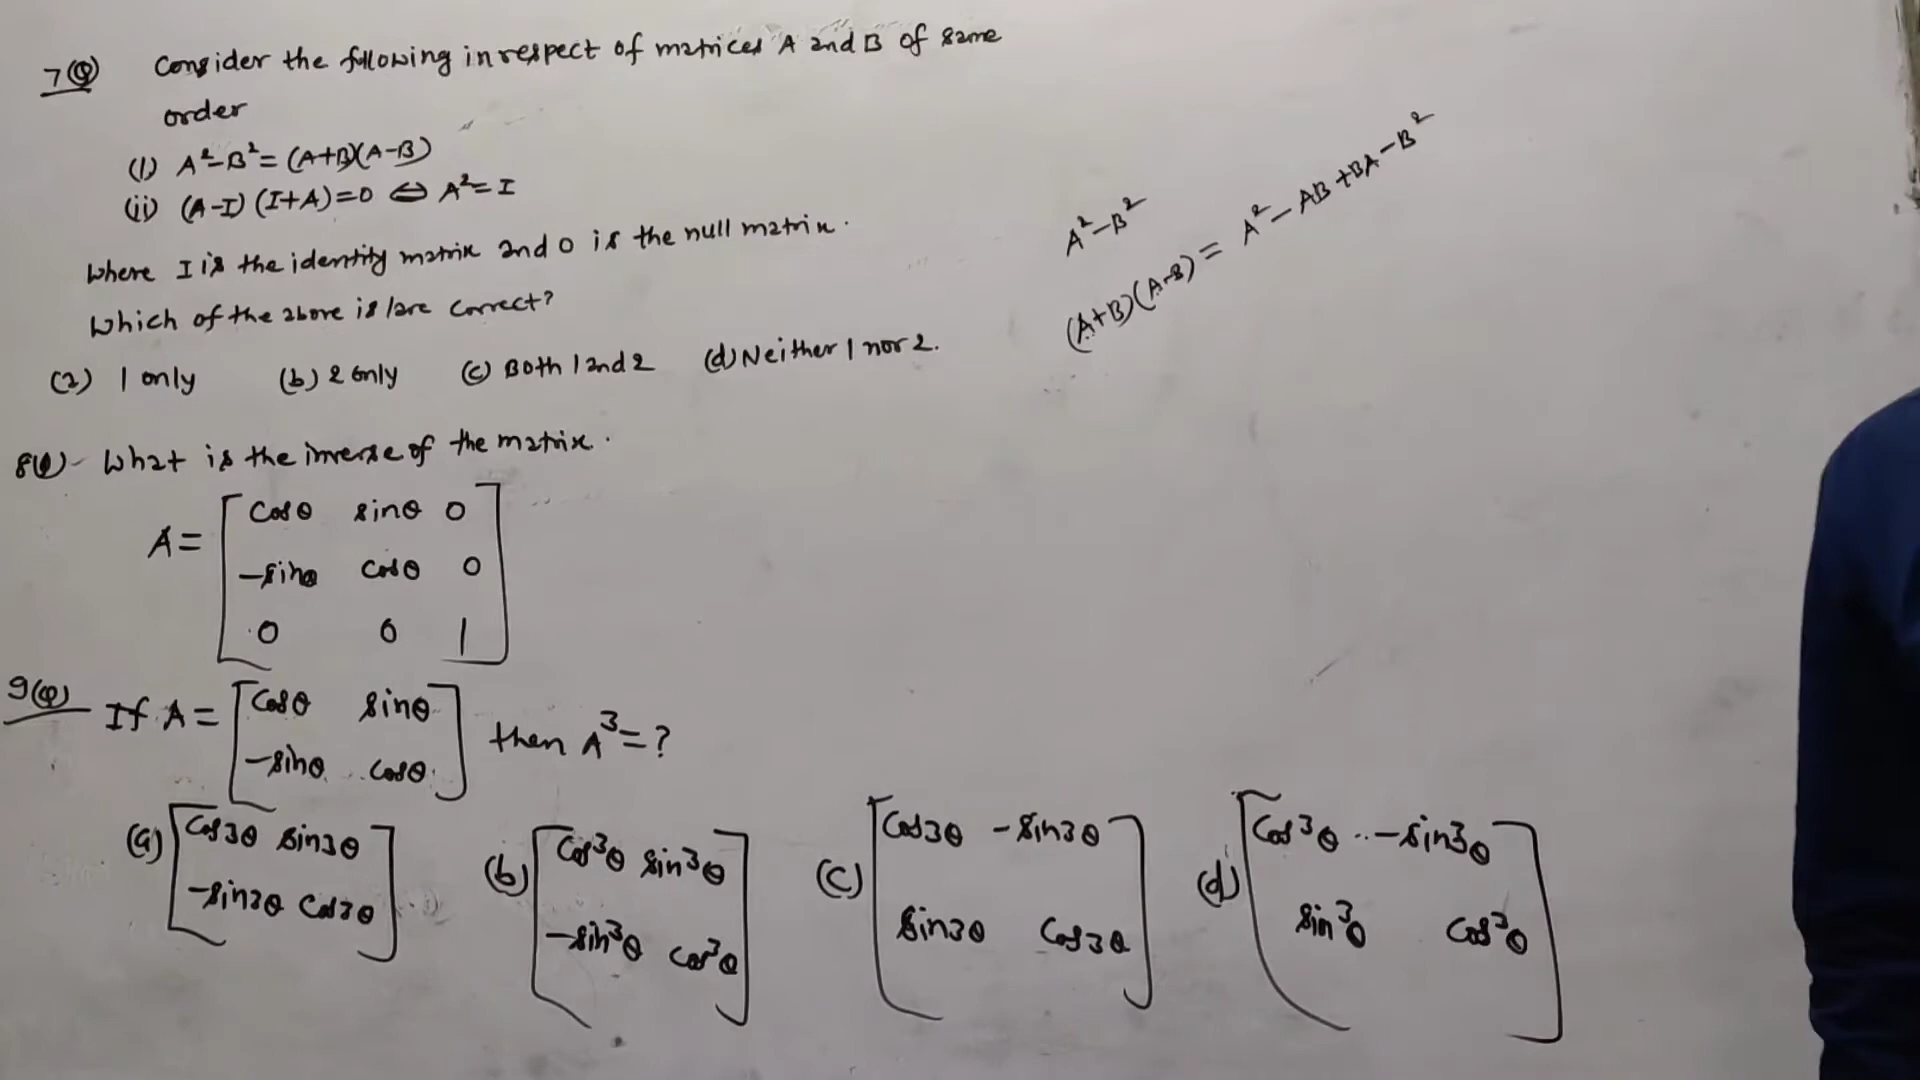 7(Q) Consider the following in respect of matrices A and B of same
order
(i) A²-B²=(A+B)(A-B)
(ii) (A-I)(I+A)=0 ⇔ A²=I
Where I is the identity matrix and O is the null matrix.
Which of the above is/are correct?
(a) 1 only (b) 2 only (c) Both 1 and 2 (d) Neither 1 nor 2.
A²-B²
(A+B)(A-B) = A²-AB+BA-B²
8(Q) What is the inverse of the matrix.
A= [cosθ sinθ 0
-sinθ cosθ 0
0 0 1]
9(Q) If A= [cosθ sinθ
-sinθ cosθ] then A³=?
(a) [cos3θ sin3θ (b) [cos³θ sin³θ (c) [cos3θ -sin3θ (d) [cos³θ -sin³θ
-sin3θ cos3θ] -sin³θ cos³θ] sin3θ cos3θ] sin³θ cos³θ]